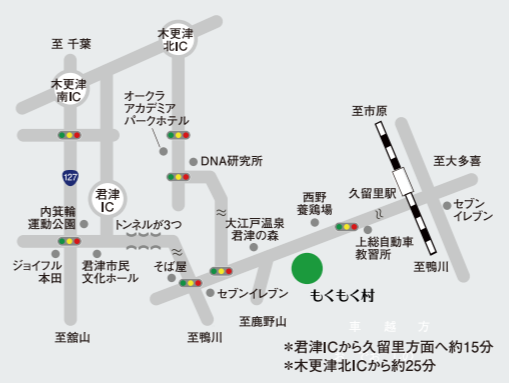 木更津
北IC
至 千葉
木更津
南IC
オークラ
アカデミア
パークホテル
至市原
DNA研究所
至大多喜
127
君津
IC
西野
養鶏場
久留里駅
セブン
イレブン
内箕輪
運動公園
トンネルが3つ
大江戸温泉
君津の森
上総自動車
教習所
ジョイフル
本田
君津市民
文化ホール
そば屋
セブンイレブン
もくもく村
至鴨川
至鹿野山
至舘山
至鴨川
車 越 方
*君津ICから久留里方面へ約15分
*木更津北ICから約25分